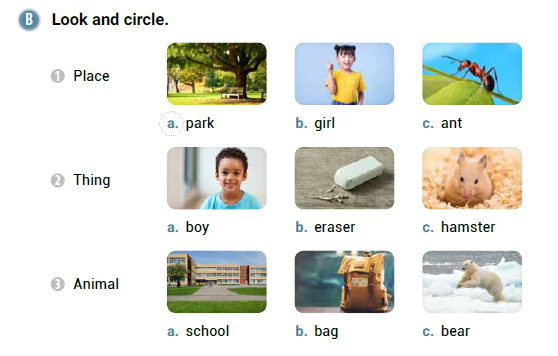 B Look and circle.
1 Place
a. park b. girl c. ant
2 Thing
a. boy b. eraser c. hamster
3 Animal
a. school b. bag c. bear